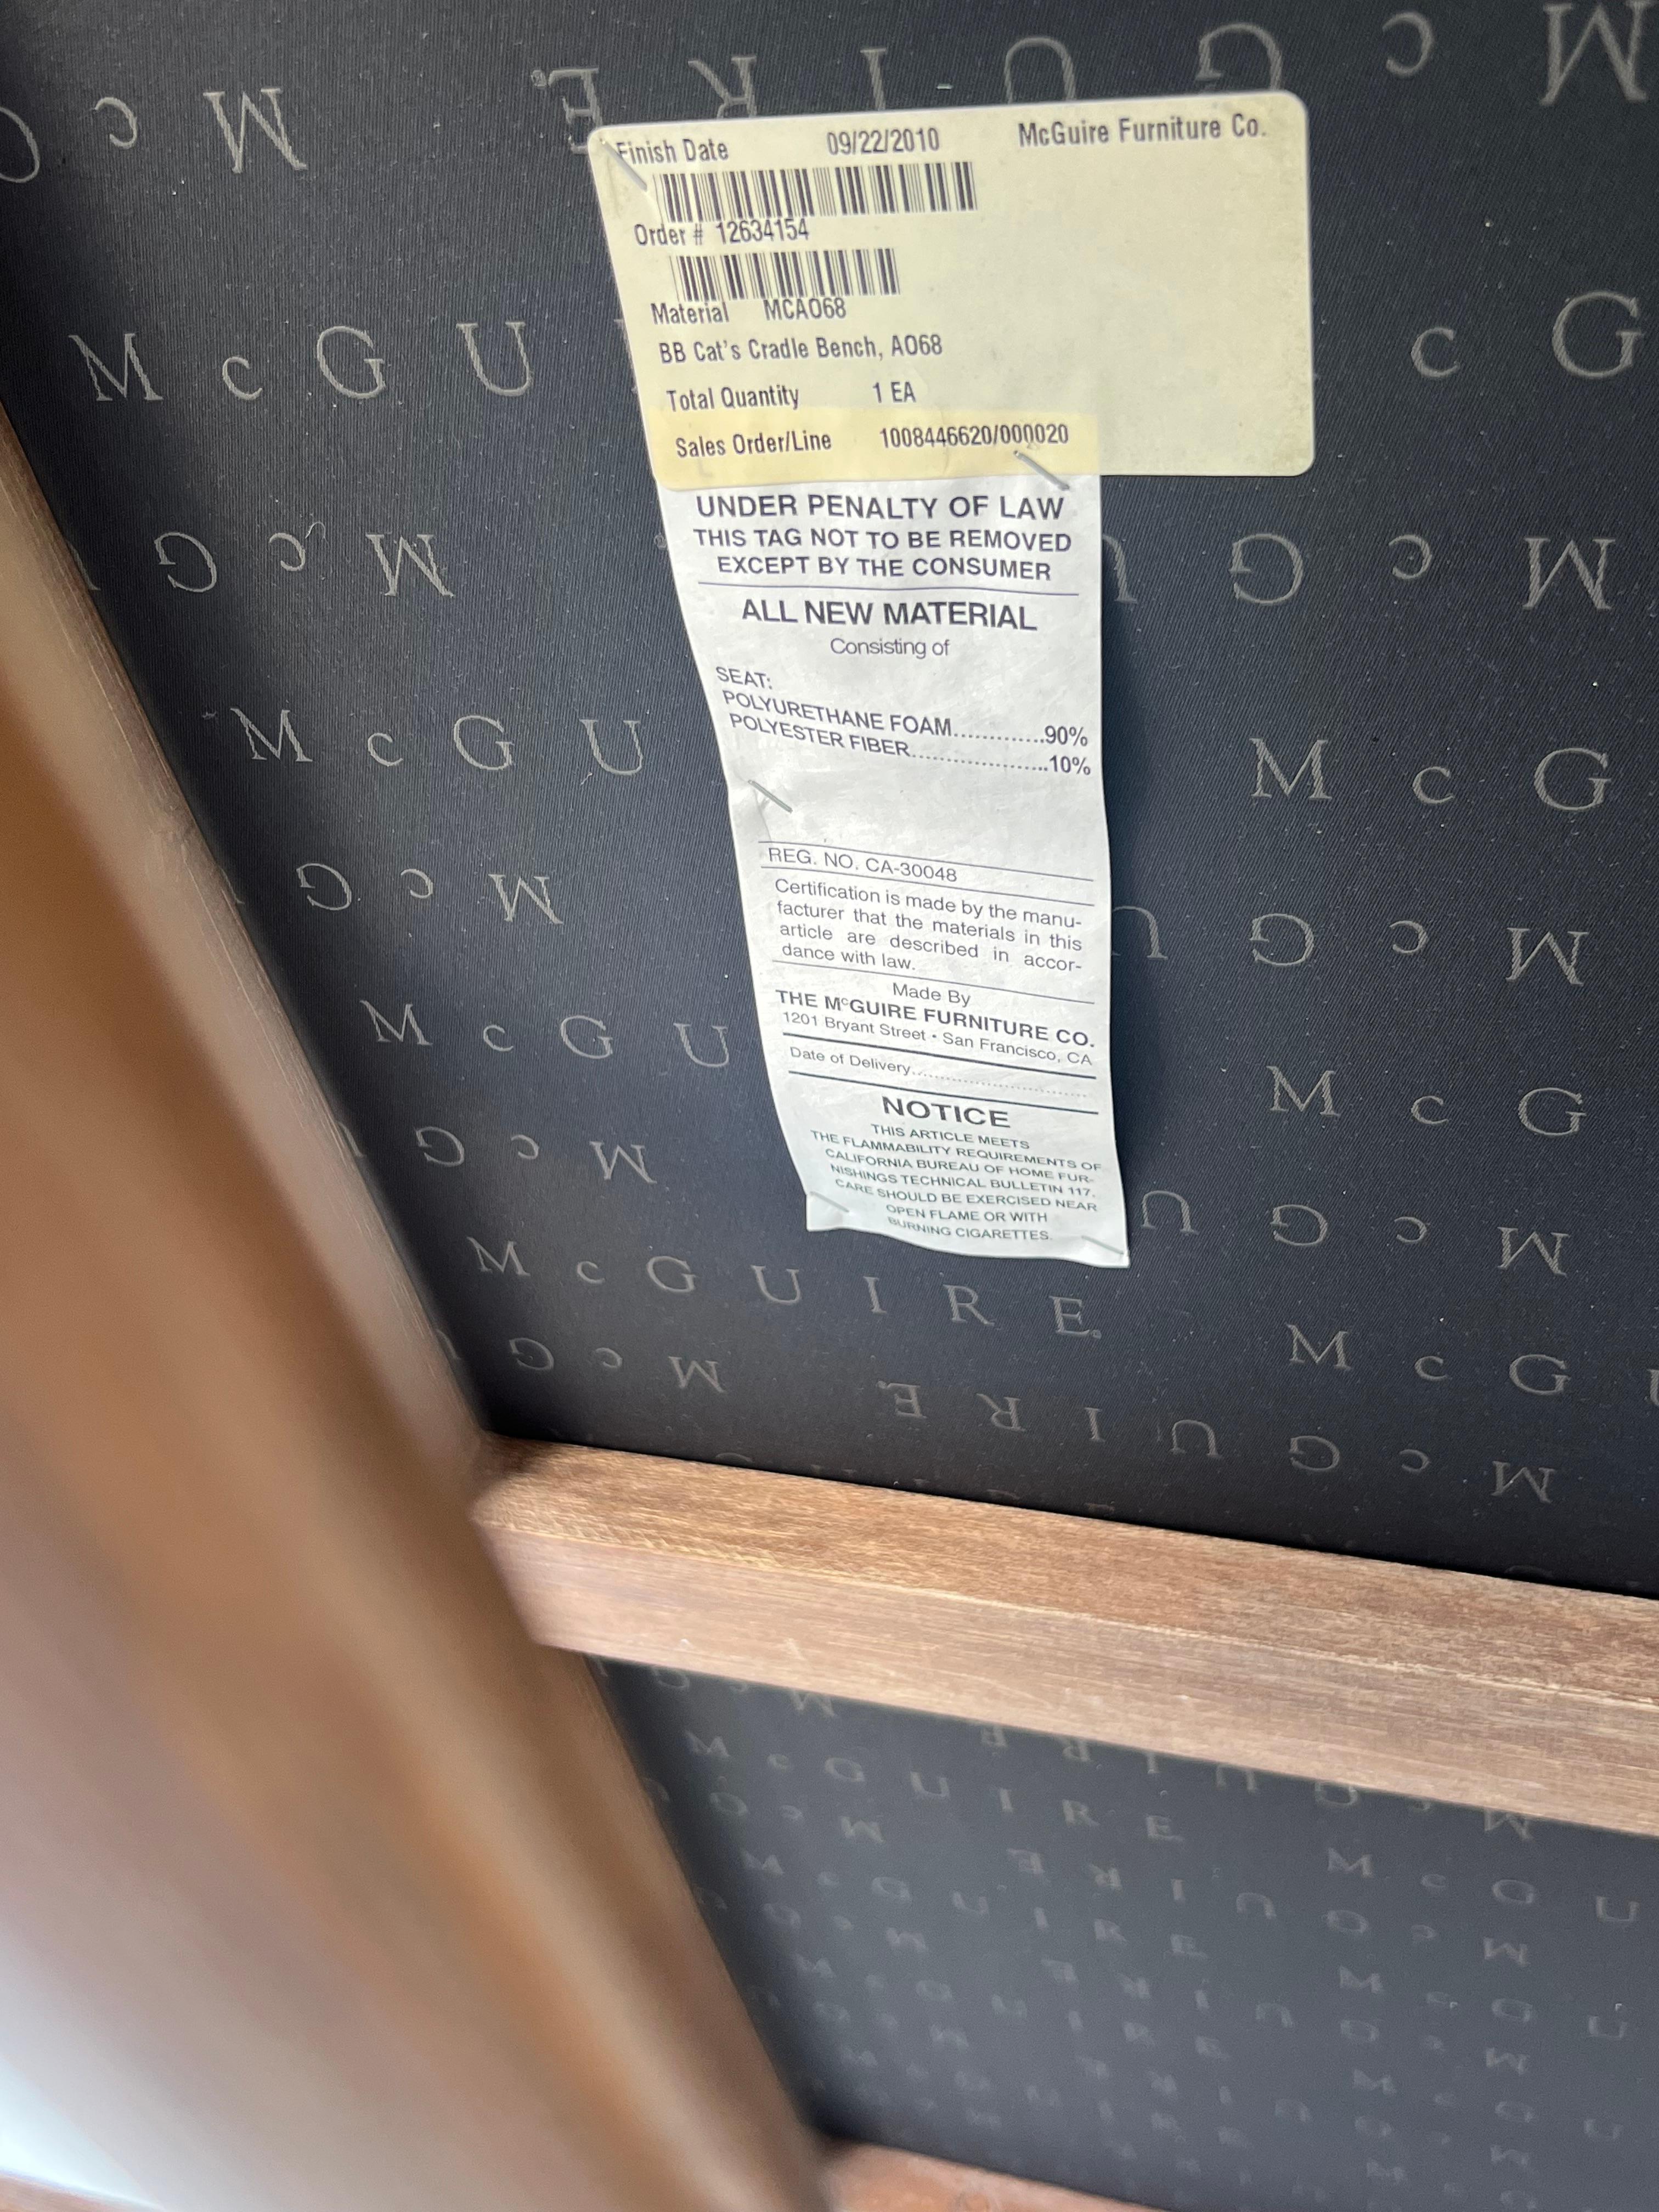 Finish Date 09/22/2010 McGuire Furniture Co.
Order # 12634154
Material MCAO68
BB Cat's Cradle Bench, AO68
Total Quantity 1 EA
Sales Order/Line 1008446620/000020
UNDER PENALTY OF LAW
THIS TAG NOT TO BE REMOVED
EXCEPT BY THE CONSUMER
ALL NEW MATERIAL
Consisting of
SEAT:
POLYURETHANE FOAM.............90%
POLYESTER FIBER....................10%
REG. NO. CA-30048
Certification is made by the manu-
facturer that the materials in this
article are described in accor-
dance with law.
Made By
THE McGUIRE FURNITURE CO.
1201 Bryant Street • San Francisco, CA
Date of Delivery..............................
NOTICE
THIS ARTICLE MEETS
THE FLAMMABILITY REQUIREMENTS OF
CALIFORNIA BUREAU OF HOME FUR-
NISHINGS TECHNICAL BULLETIN 117.
CARE SHOULD BE EXERCISED NEAR
OPEN FLAME OR WITH
BURNING CIGARETTES.
McGUIRE